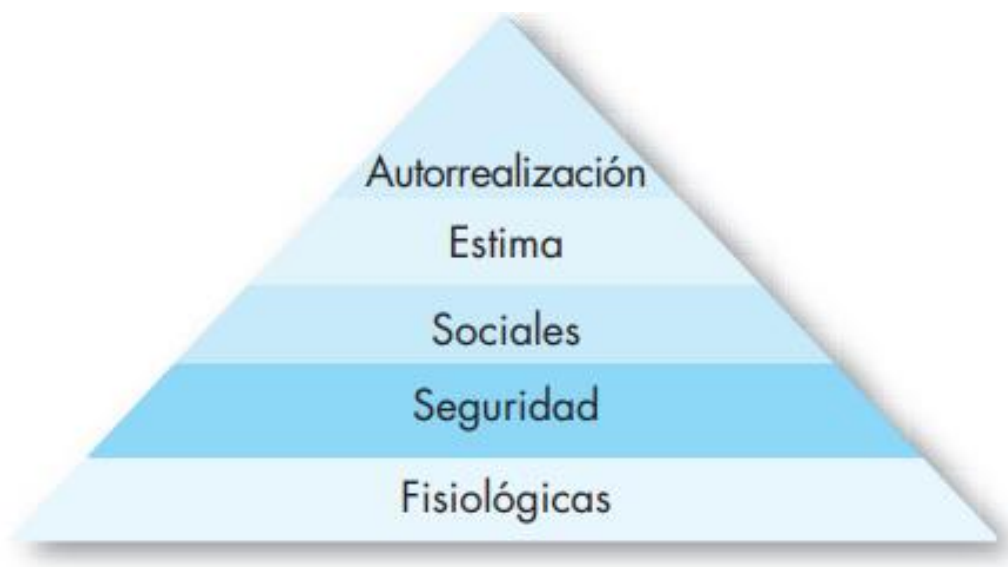 Autorrealización
Estima
Sociales
Seguridad
Fisiológicas